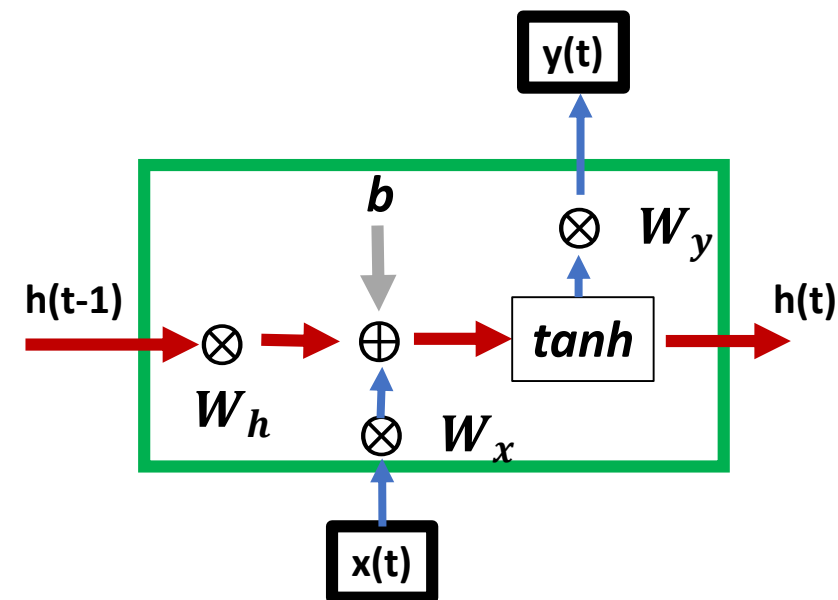 y(t)
b
W_y
h(t-1)
h(t)
tanh
W_h
W_x
x(t)